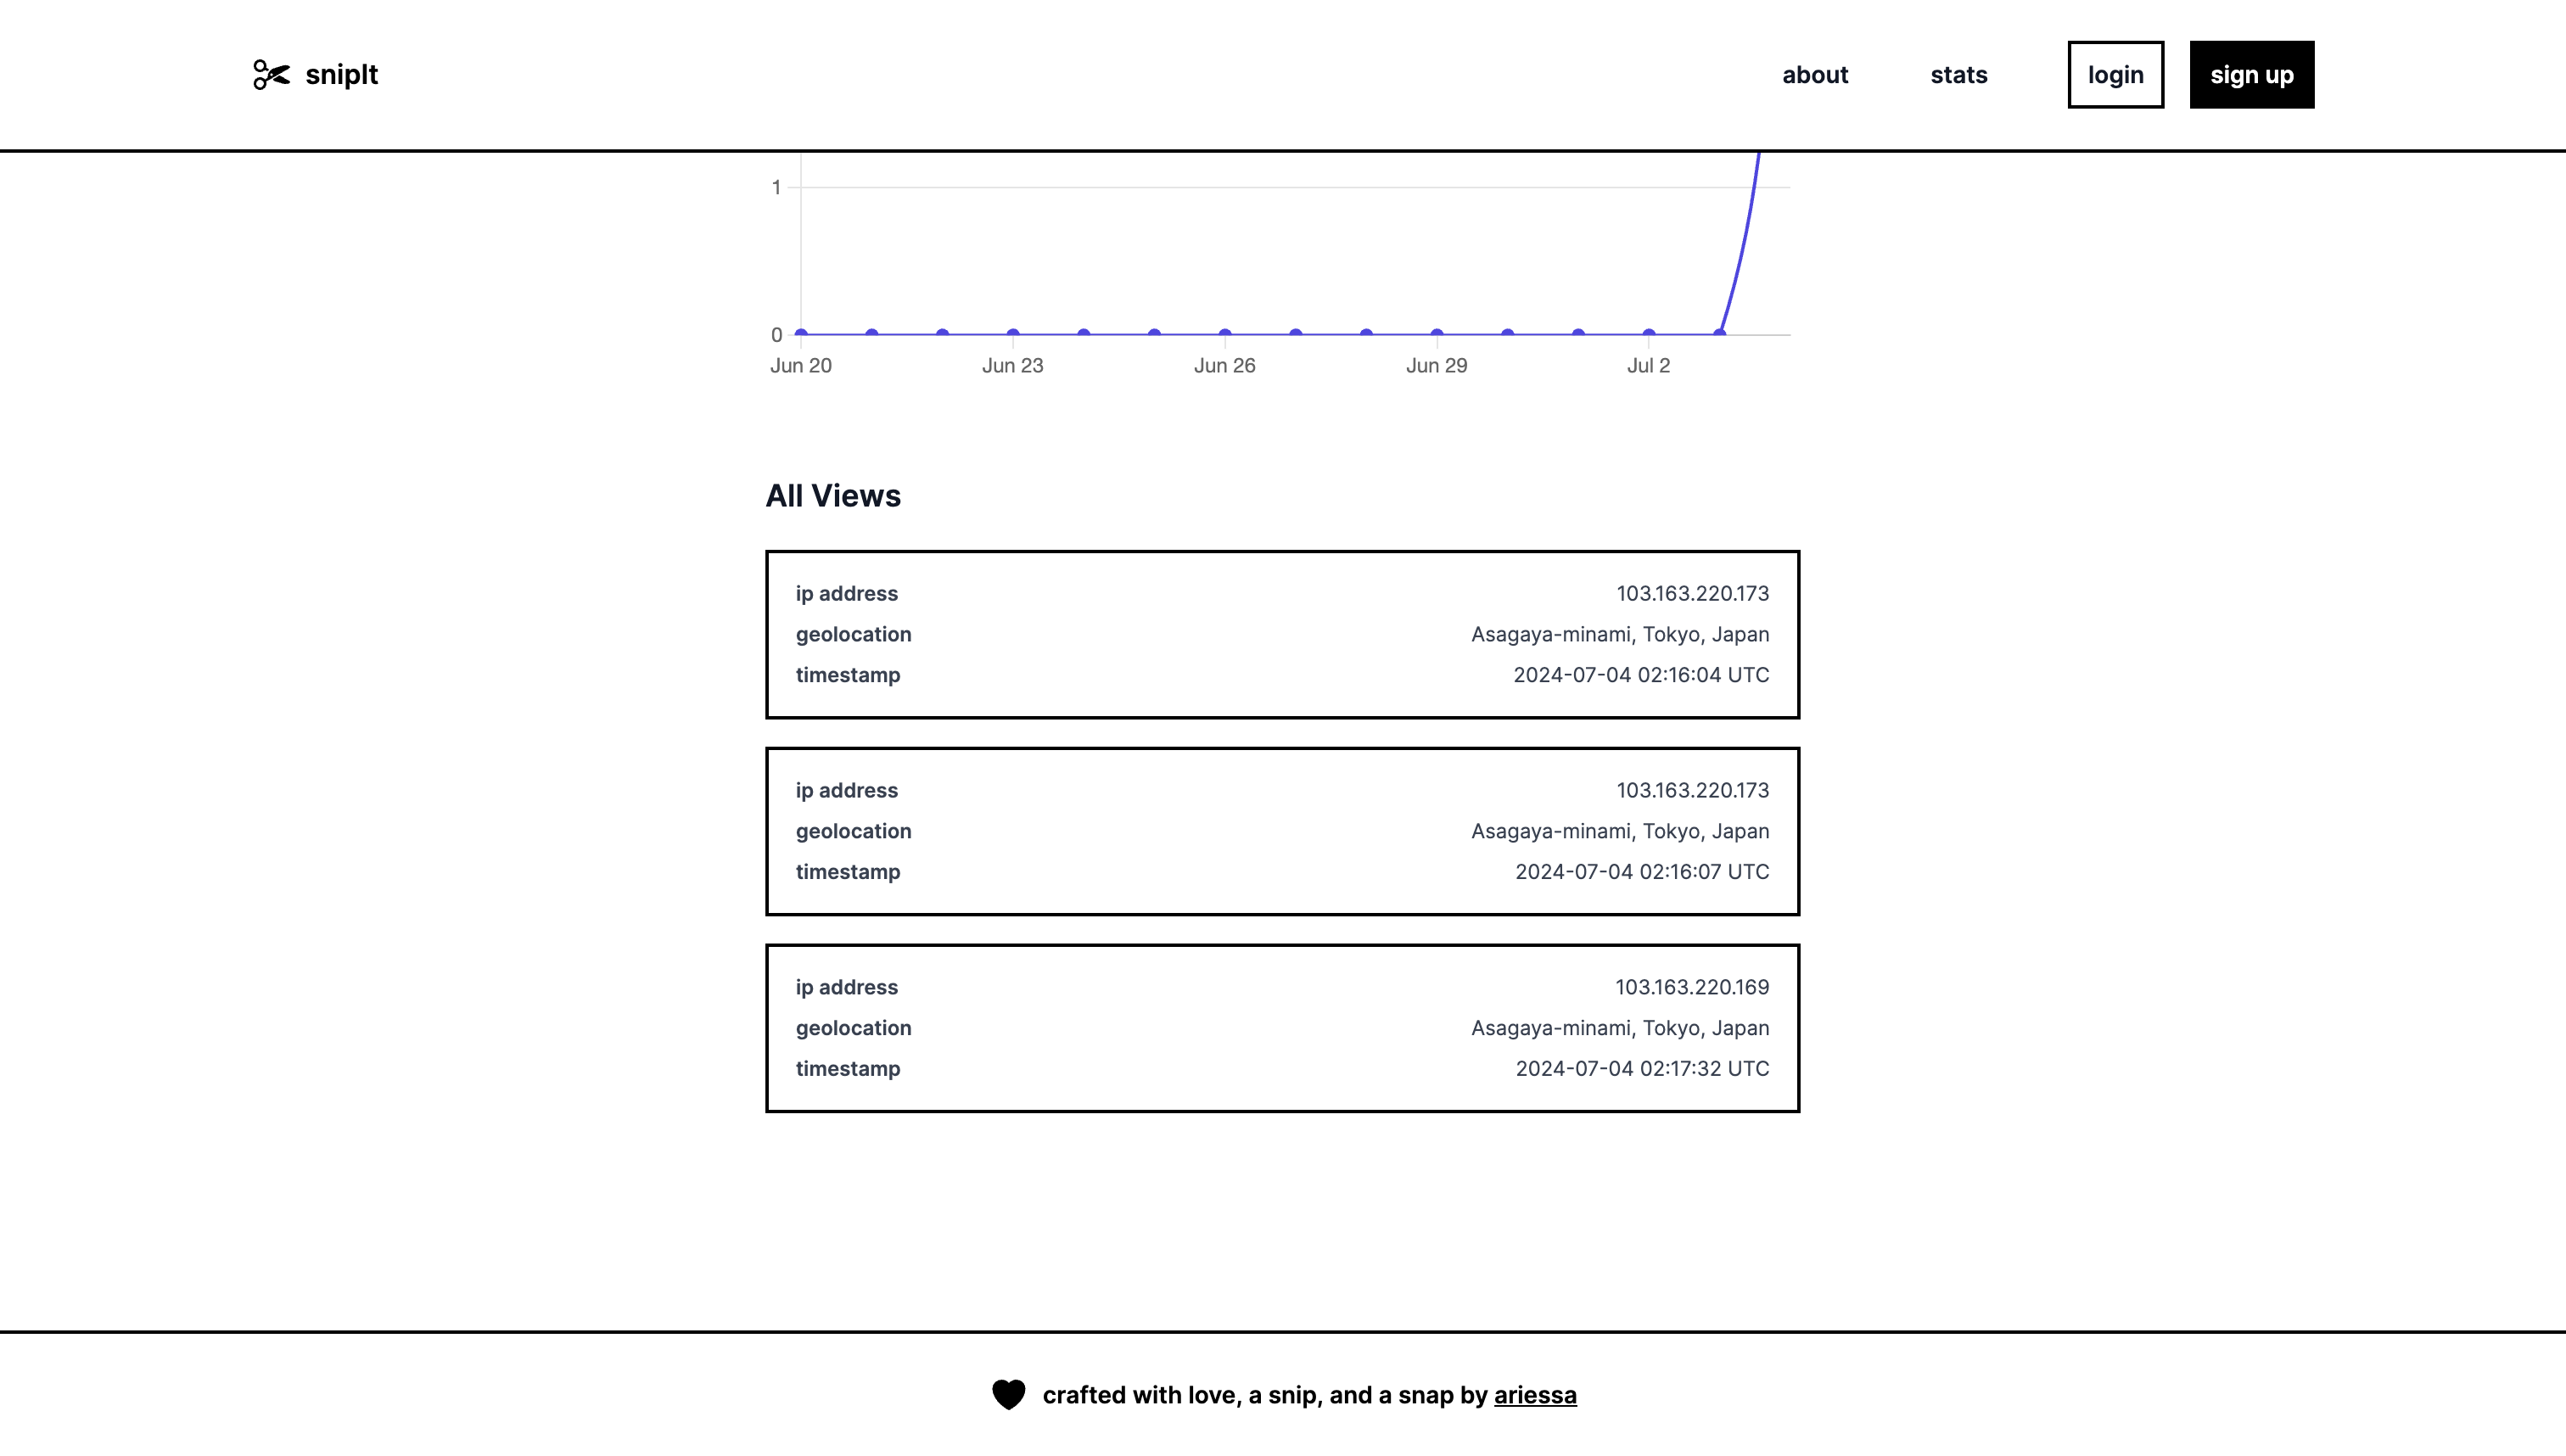 snipIt
about stats login sign up
1
0
Jun 20 Jun 23 Jun 26 Jun 29 Jul 2
All Views
ip address 103.163.220.173
geolocation Asagaya-minami, Tokyo, Japan
timestamp 2024-07-04 02:16:04 UTC
ip address 103.163.220.173
geolocation Asagaya-minami, Tokyo, Japan
timestamp 2024-07-04 02:16:07 UTC
ip address 103.163.220.169
geolocation Asagaya-minami, Tokyo, Japan
timestamp 2024-07-04 02:17:32 UTC
crafted with love, a snip, and a snap by ariessa